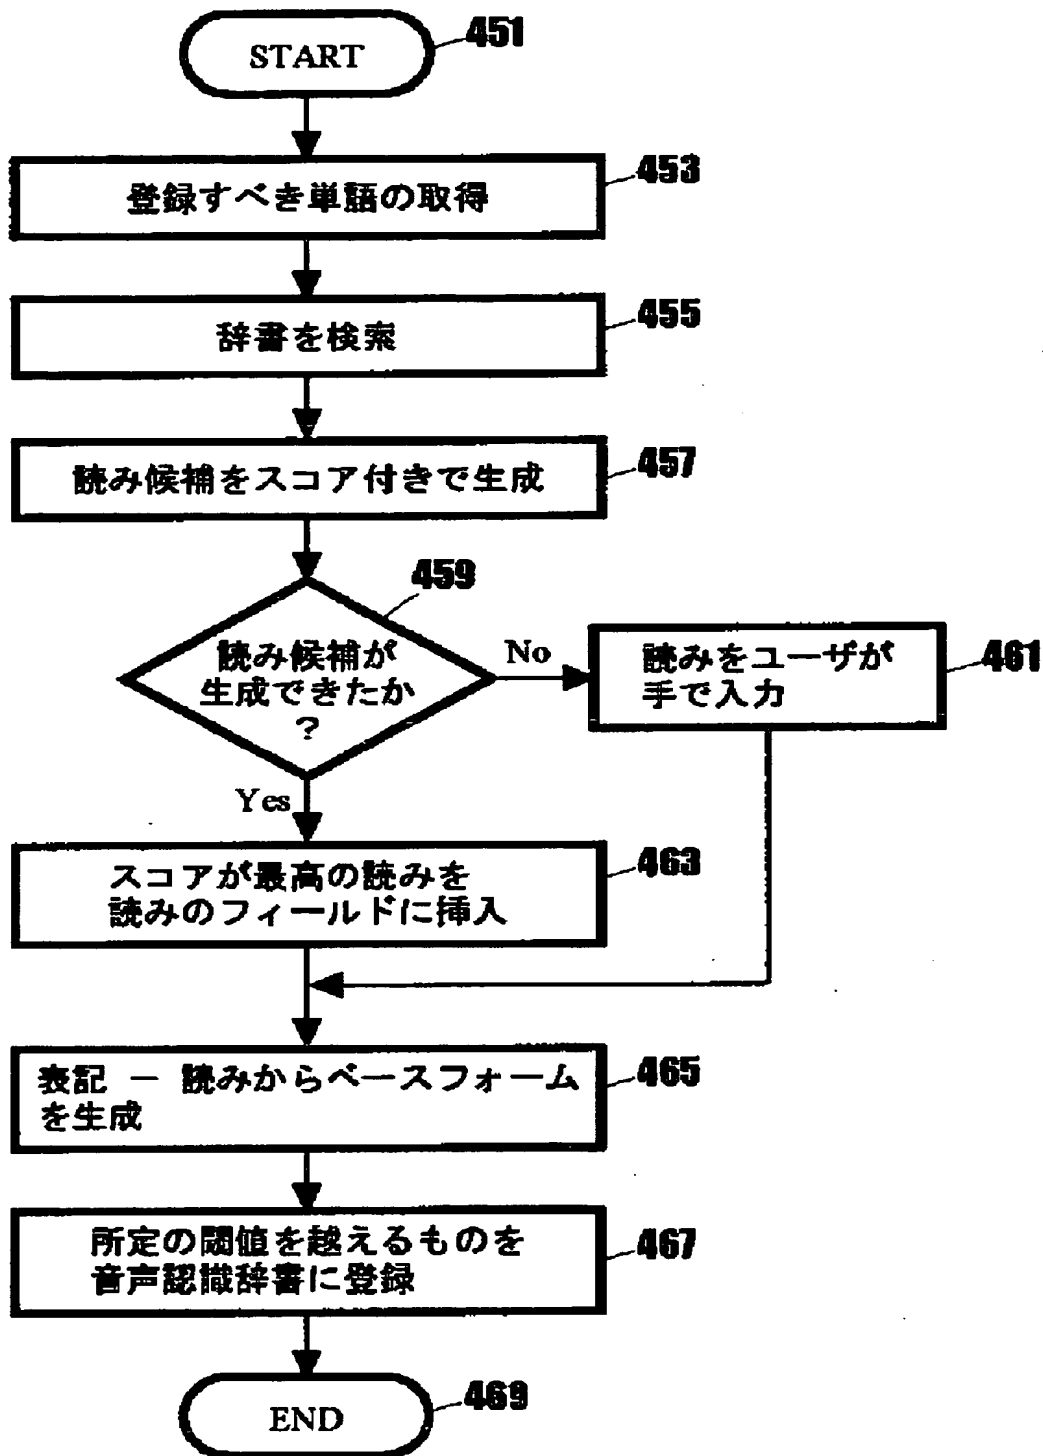 START
451
登録すべき単語の取得
453
辞書を検索
455
読み候補をスコア付きで生成
457
459
読み候補が
生成できたか
?
No
読みをユーザが
手で入力
461
Yes
スコアが最高の読みを
読みのフィールドに挿入
463
表記 － 読みからベースフォーム
を生成
465
所定の閾値を越えるものを
音声認識辞書に登録
467
END
469